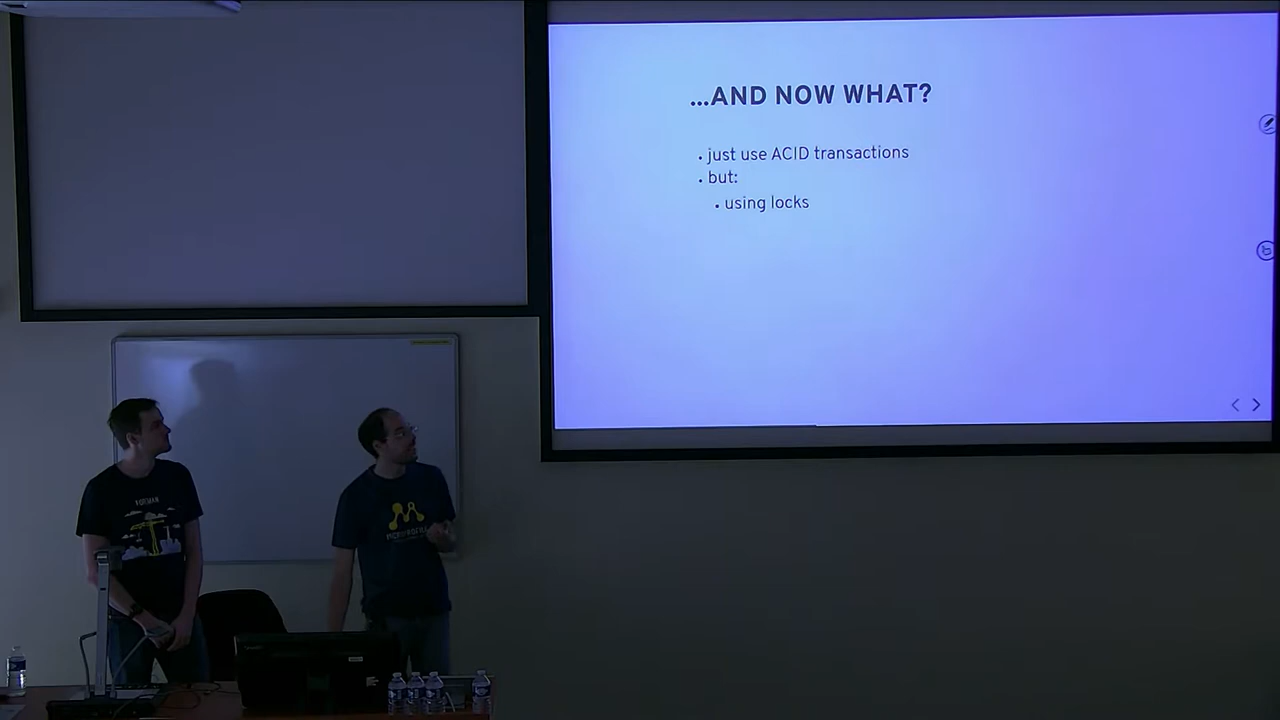 ...AND NOW WHAT?
• just use ACID transactions
• but:
• using locks